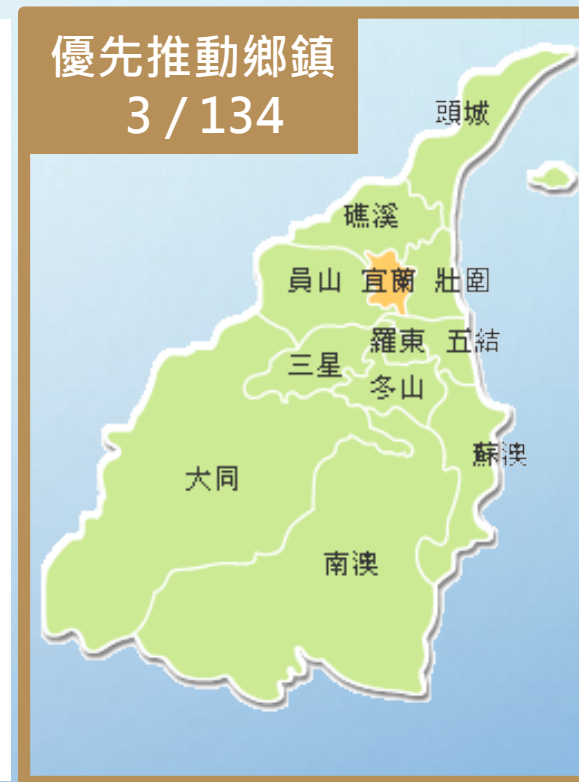 優先推動鄉鎮
3 / 134
頭城
礁溪
員山 宜蘭 壯圍
羅東 五結
三星
冬山
蘇澳
大同
南澳